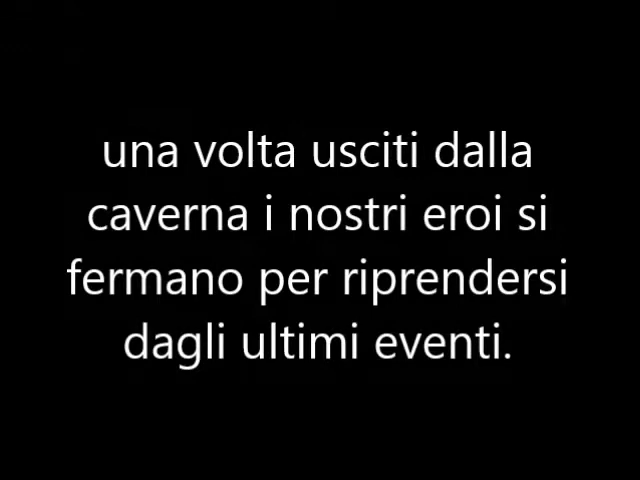 una volta usciti dalla
caverna i nostri eroi si
fermano per riprendersi
dagli ultimi eventi.